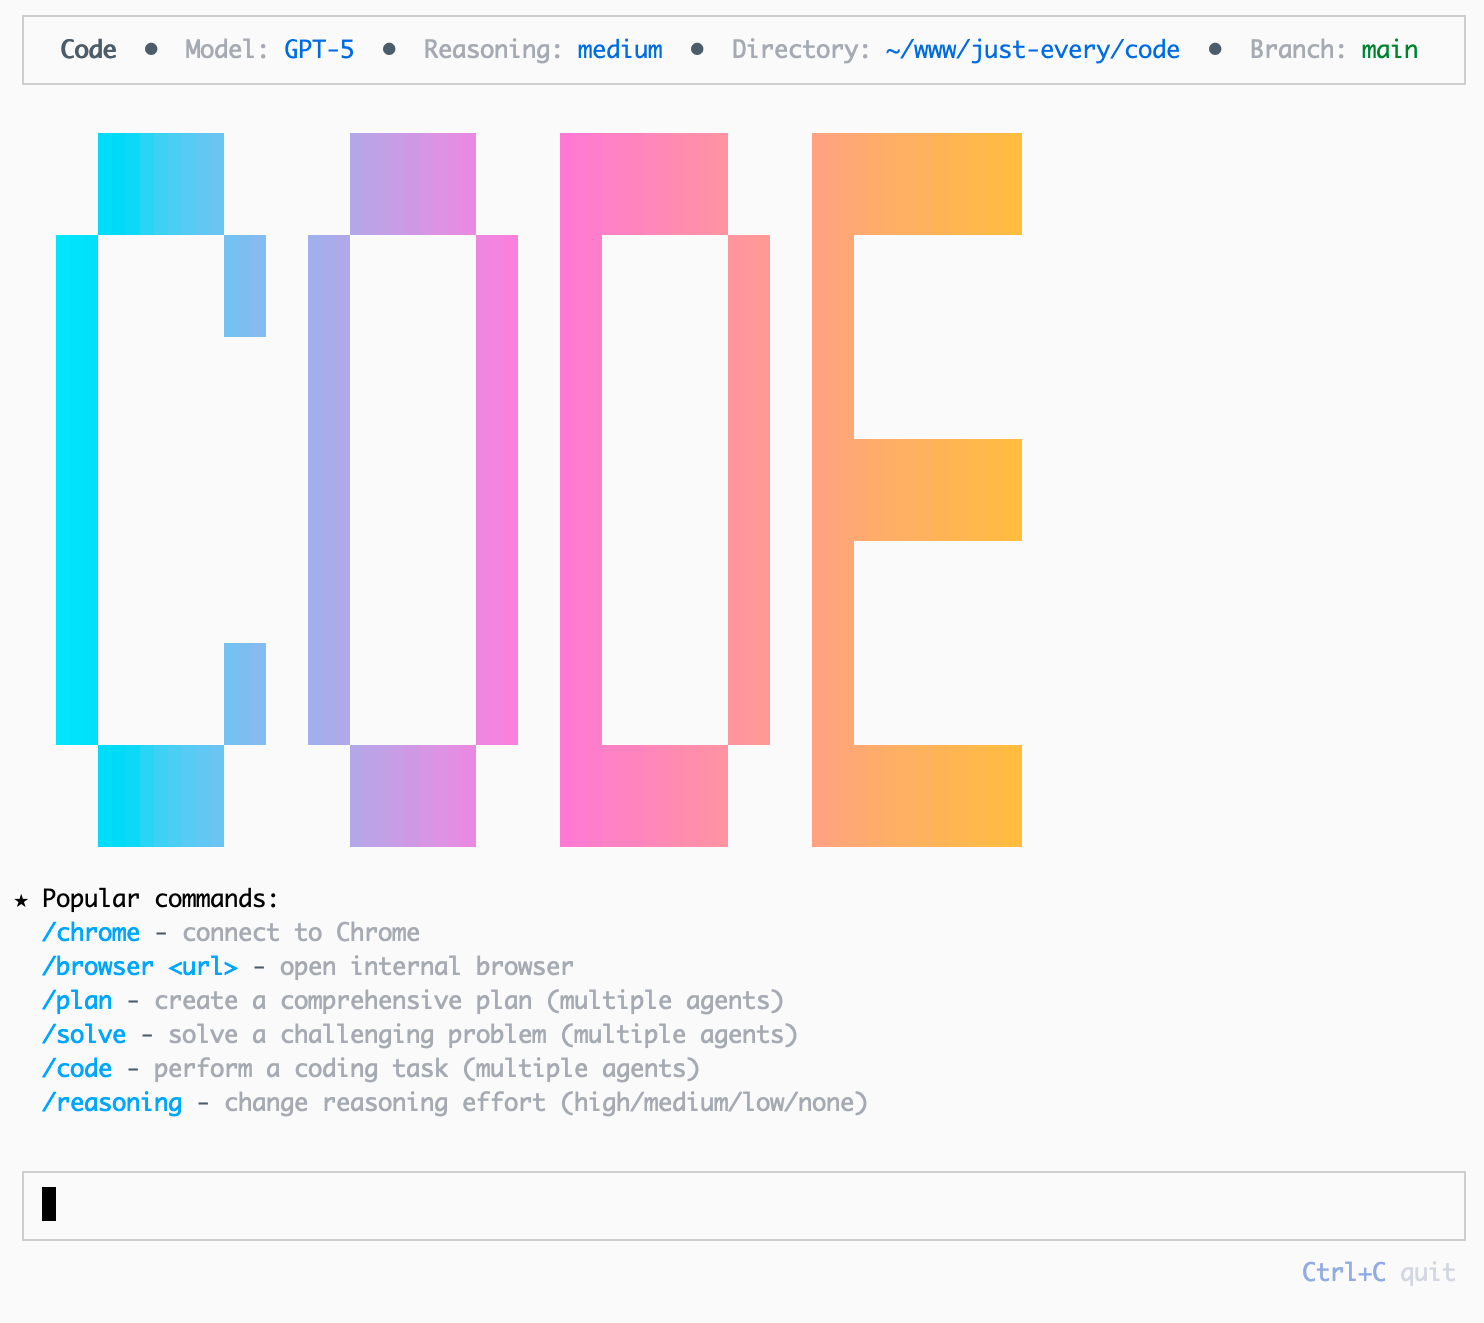 Code • Model: GPT-5 • Reasoning: medium • Directory: ~/www/just-every/code • Branch: main
CODE
★ Popular commands:
/chrome - connect to Chrome
/browser <url> - open internal browser
/plan - create a comprehensive plan (multiple agents)
/solve - solve a challenging problem (multiple agents)
/code - perform a coding task (multiple agents)
/reasoning - change reasoning effort (high/medium/low/none)
Ctrl+C quit